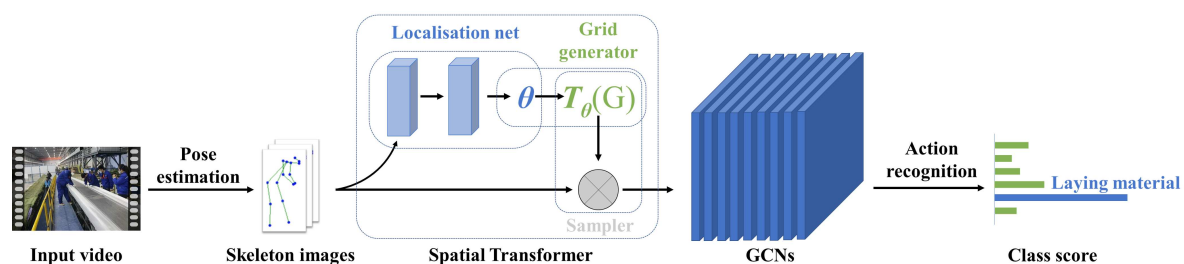 Localisation net
Grid
generator
θ
T_θ(G)
Pose
estimation
Action
recognition
Laying material
Sampler
Input video
Skeleton images
Spatial Transformer
GCNs
Class score